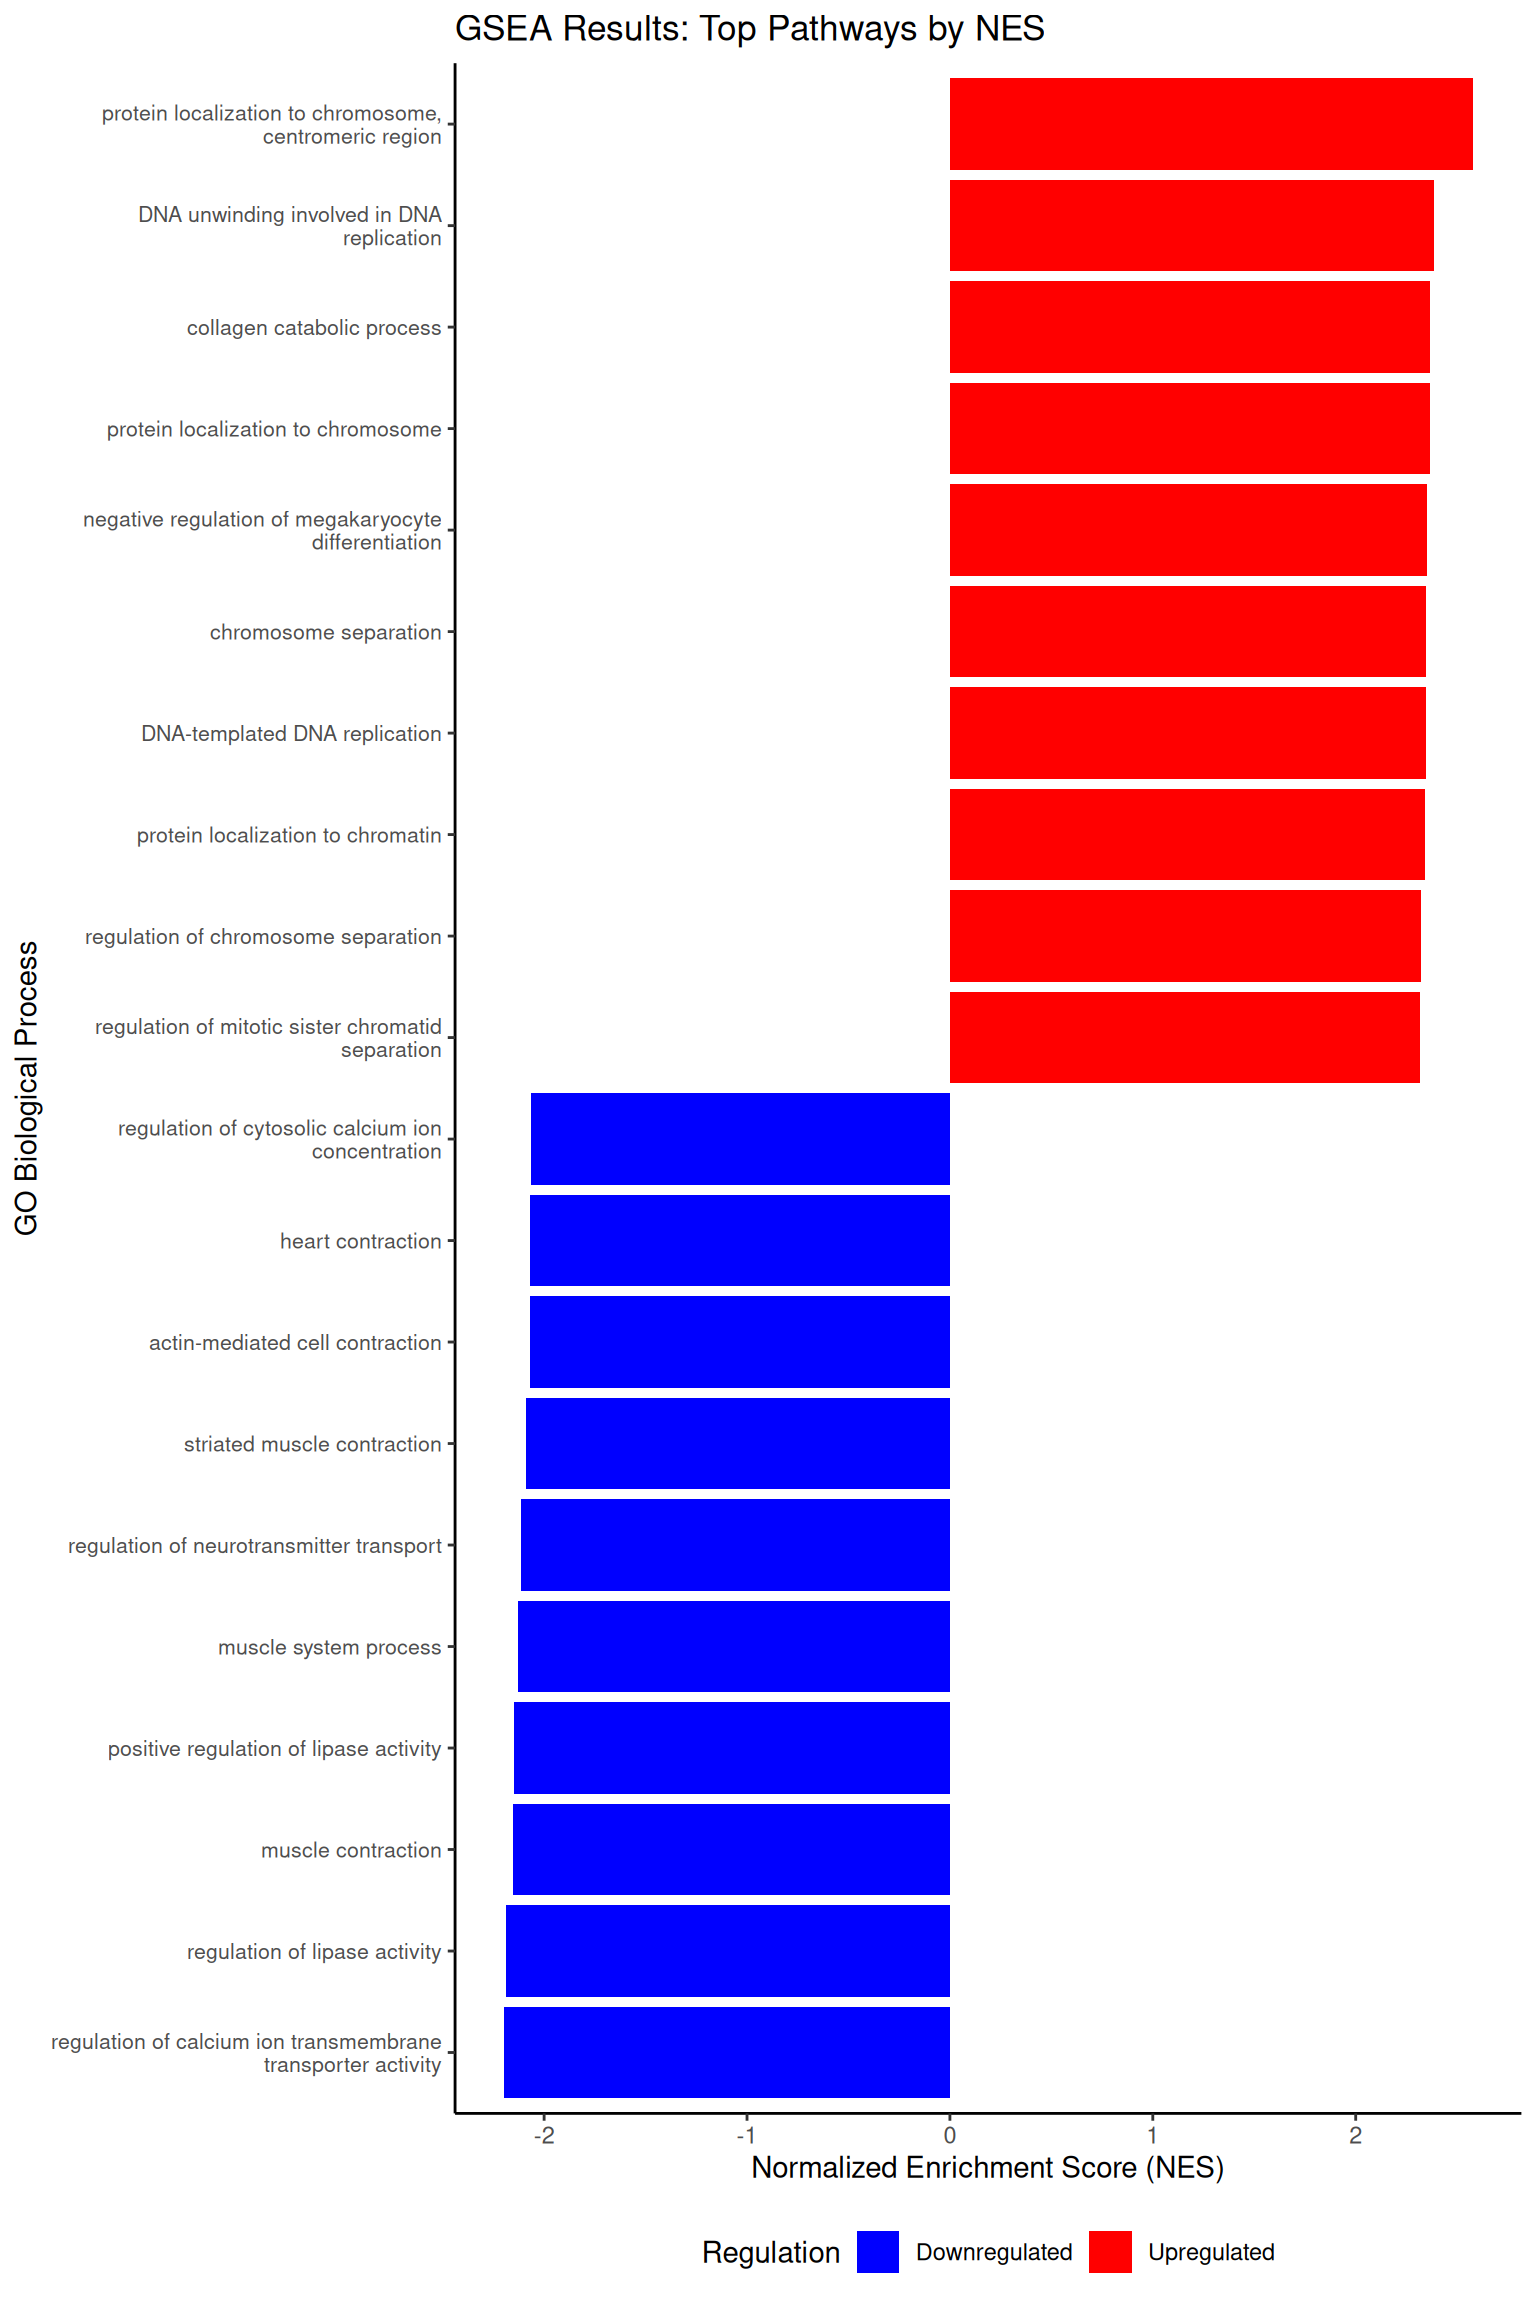 GSEA Results: Top Pathways by NES
protein localization to chromosome,
centromeric region
DNA unwinding involved in DNA
replication
collagen catabolic process
protein localization to chromosome
negative regulation of megakaryocyte
differentiation
chromosome separation
DNA-templated DNA replication
protein localization to chromatin
regulation of chromosome separation
regulation of mitotic sister chromatid
separation
regulation of cytosolic calcium ion
concentration
heart contraction
actin-mediated cell contraction
striated muscle contraction
regulation of neurotransmitter transport
muscle system process
positive regulation of lipase activity
muscle contraction
regulation of lipase activity
regulation of calcium ion transmembrane
transporter activity
GO Biological Process
-2 -1 0 1 2
Normalized Enrichment Score (NES)
Regulation Downregulated Upregulated